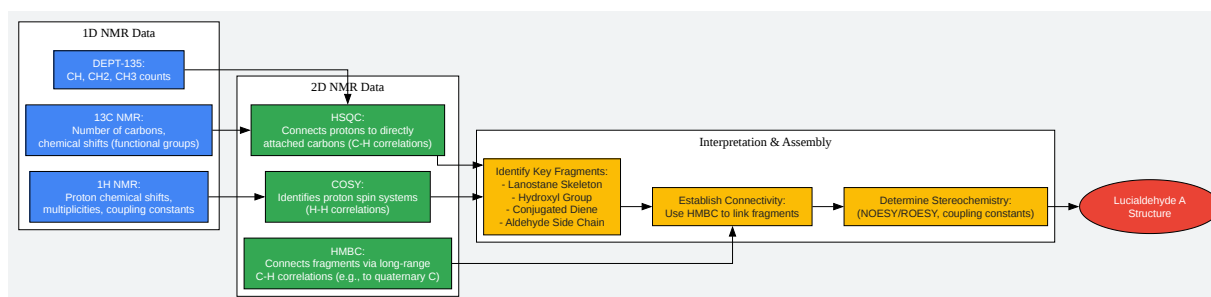 1D NMR Data
DEPT-135:
CH, CH2, CH3 counts
13C NMR:
Number of carbons,
chemical shifts (functional groups)
1H NMR:
Proton chemical shifts,
multiplicities, coupling constants
2D NMR Data
HSQC:
Connects protons to directly
attached carbons (C-H correlations)
COSY:
Identifies proton spin systems
(H-H correlations)
HMBC:
Connects fragments via long-range
C-H correlations (e.g., to quaternary C)
Interpretation & Assembly
Identify Key Fragments:
- Lanostane Skeleton
- Hydroxyl Group
- Conjugated Diene
- Aldehyde Side Chain
Establish Connectivity:
Use HMBC to link fragments
Determine Stereochemistry:
(NOESY/ROESY, coupling constants)
Lucialdehyde A
Structure